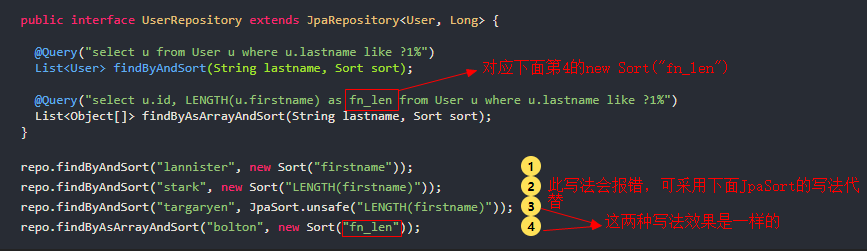 public interface UserRepository extends JpaRepository<User, Long> {
@Query("select u from User u where u.lastname like ?1%")
List<User> findByAndSort(String lastname, Sort sort);
对应下面第4的new Sort("fn_len")
@Query("select u.id, LENGTH(u.firstname) as fn_len from User u where u.lastname like ?1%")
List<Object[]> findByAsArrayAndSort(String lastname, Sort sort);
}
repo.findByAndSort("lannister", new Sort("firstname"));
1
repo.findByAndSort("stark", new Sort("LENGTH(firstname)"));
2
此写法会报错，可采用下面JpaSort的写法代
替
repo.findByAndSort("targaryen", JpaSort.unsafe("LENGTH(firstname)"));
3
这两种写法效果是一样的
repo.findByAsArrayAndSort("bolton", new Sort("fn_len"));
4